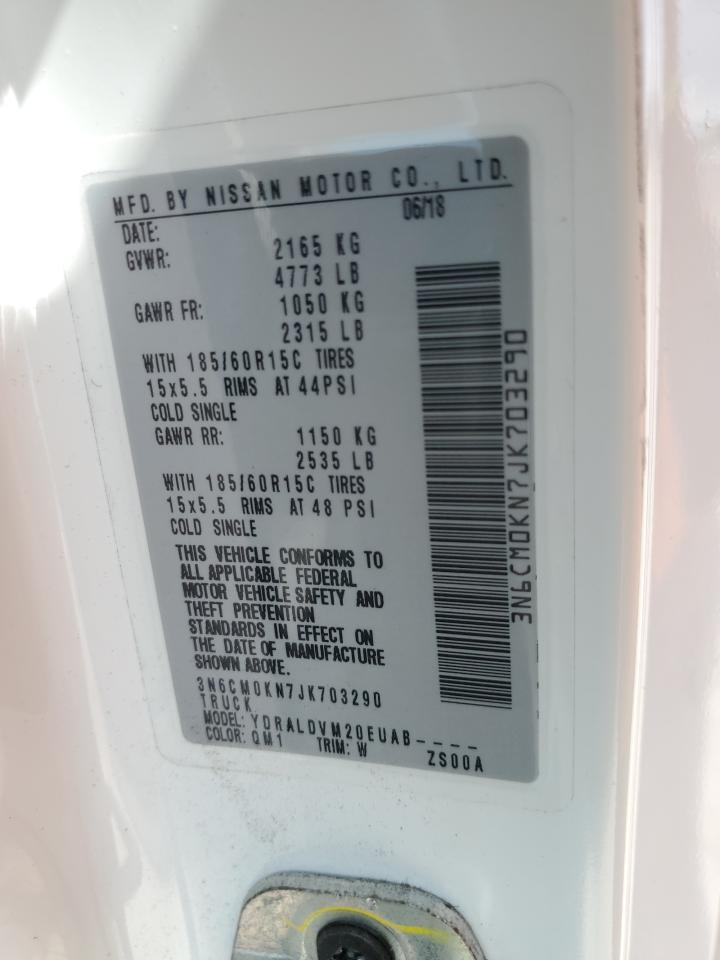 MFD. BY NISSAN MOTOR CO., LTD.
DATE: 06/18
GVWR: 2165 KG
4773 LB
GAWR FR: 1050 KG
2315 LB
WITH 185/60R15C TIRES
15x5.5 RIMS AT 44PSI
COLD SINGLE
GAWR RR: 1150 KG
2535 LB
WITH 185/60R15C TIRES
15x5.5 RIMS AT 48 PSI
COLD SINGLE
THIS VEHICLE CONFORMS TO
ALL APPLICABLE FEDERAL
MOTOR VEHICLE SAFETY AND
THEFT PREVENTION
STANDARDS IN EFFECT ON
THE DATE OF MANUFACTURE
SHOWN ABOVE.
3N6CM0KN7JK703290
TRUCK
MODEL: YDRALDVM20EUAB----
COLOR: QM1 TRIM: W ZS00A
3N6CM0KN7JK703290